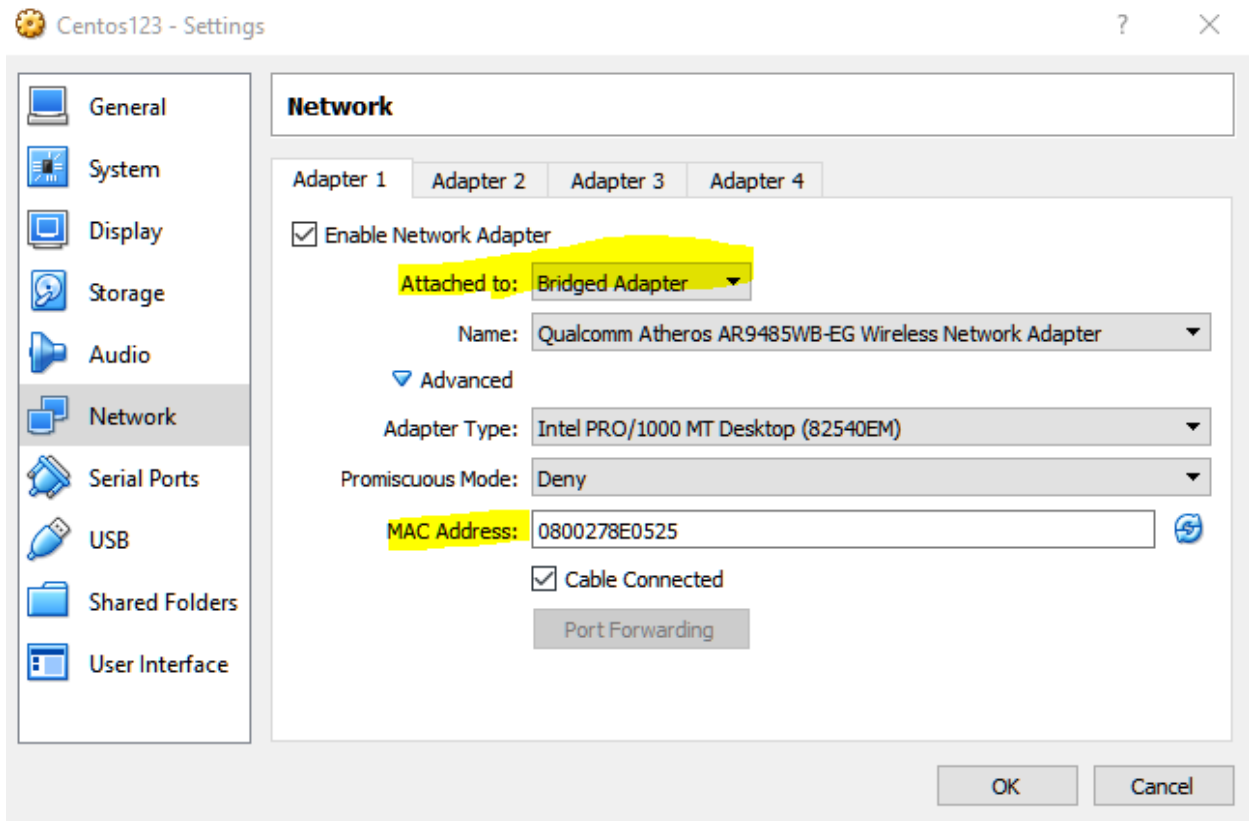 Centos123 - Settings
?
General
System
Display
Storage
Audio
Network
Serial Ports
USB
Shared Folders
User Interface
Network
Adapter 1 Adapter 2 Adapter 3 Adapter 4
Enable Network Adapter
Attached to: Bridged Adapter
Name: Qualcomm Atheros AR9485WB-EG Wireless Network Adapter
Advanced
Adapter Type: Intel PRO/1000 MT Desktop (82540EM)
Promiscuous Mode: Deny
MAC Address: 0800278E0525
Cable Connected
Port Forwarding
OK Cancel